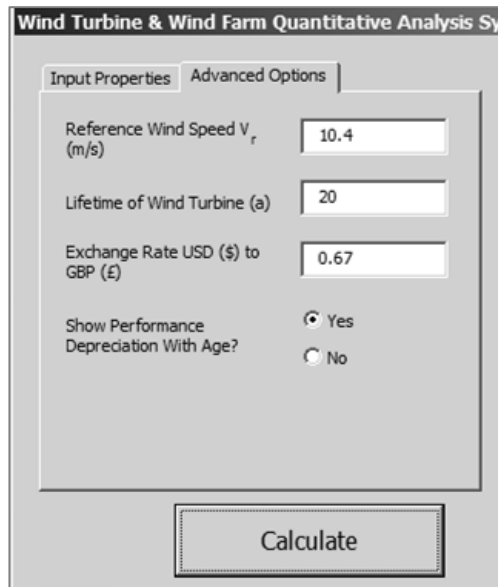 Wind Turbine & Wind Farm Quantitative Analysis Sy
Input Properties
Advanced Options
Reference Wind Speed Vr
(m/s)
10.4
Lifetime of Wind Turbine (a)
20
Exchange Rate USD ($) to
GBP (£)
0.67
Show Performance
Depreciation With Age?
Yes
No
Calculate